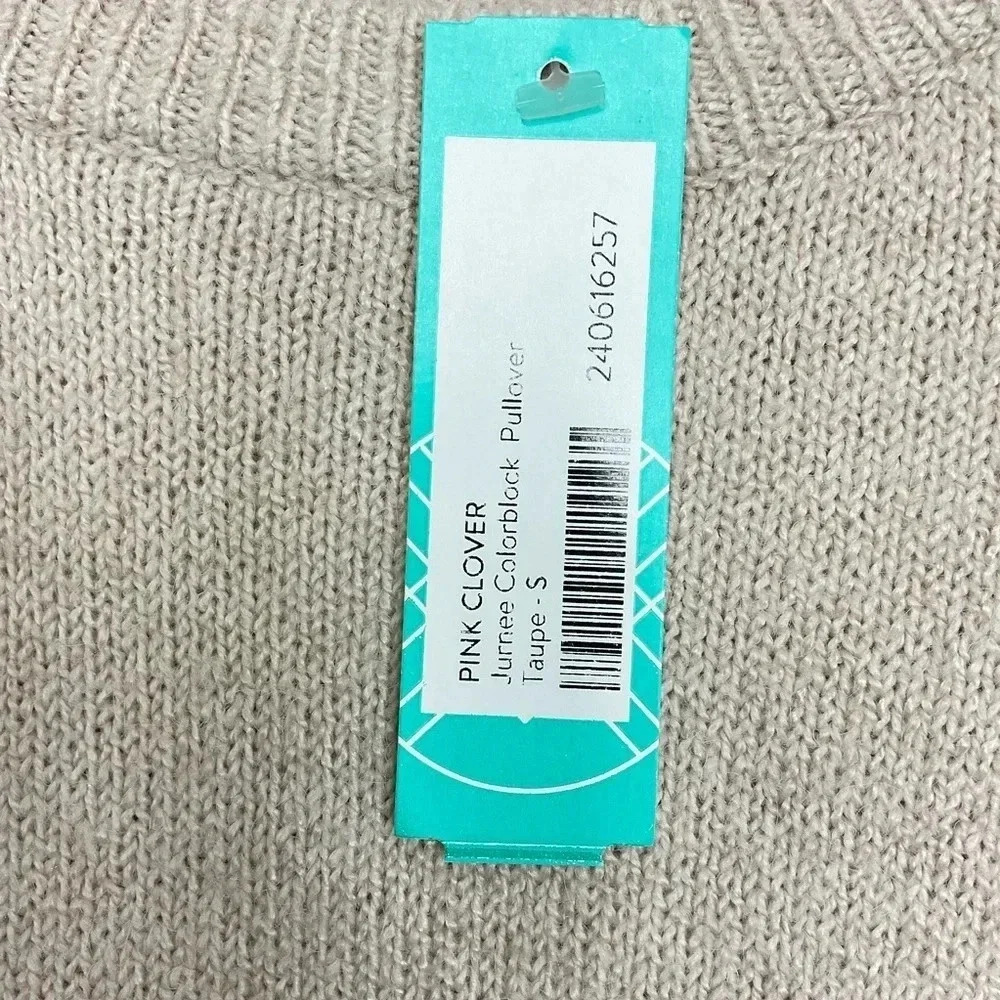 PINK CLOVER
Jurnee Colorblock Pullover
Taupe - S
240616257